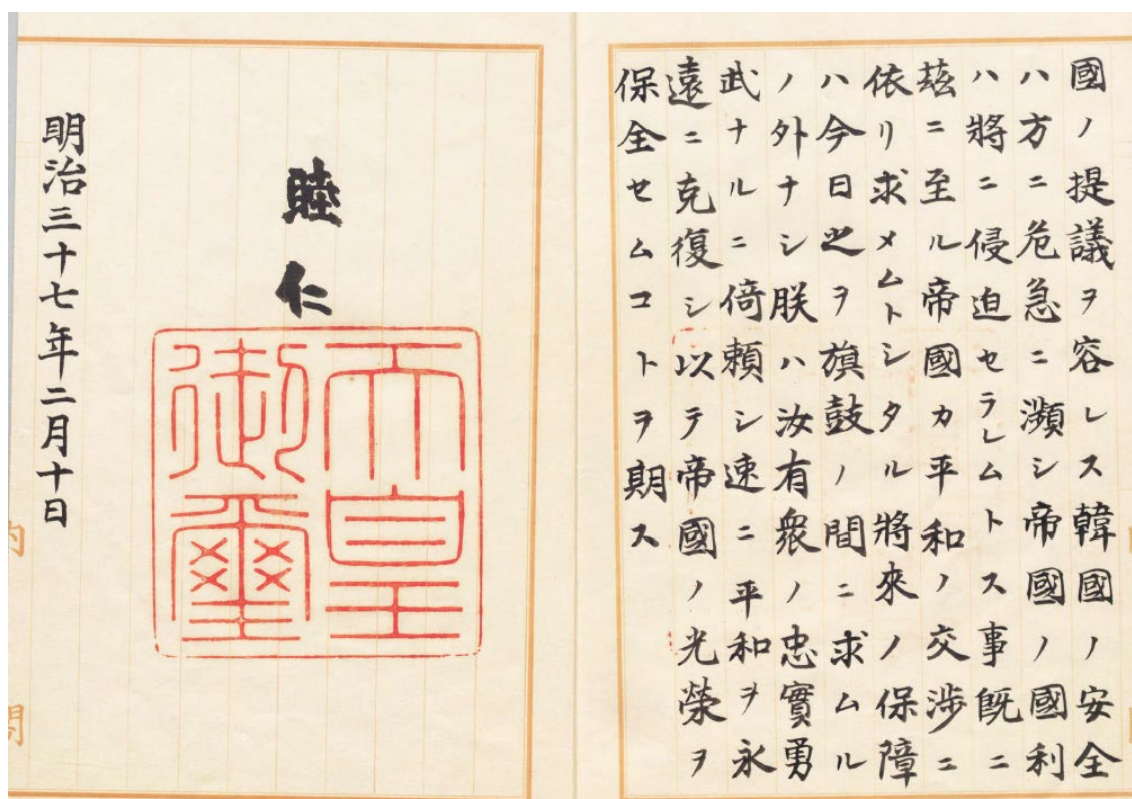 國ノ提議ヲ容レス韓國ノ安全
ハ方ニ危急ニ瀕シ帝國ノ國利
ハ將ニ侵迫セラレムトス事既ニ
玆ニ至ル帝國カ平和ノ交渉ニ
依リ求メムトシタル將來ノ保障
ハ今日之ヲ旗鼓ノ間ニ求ムル
ノ外ナシ朕ハ汝有衆ノ忠實勇
武ナルニ倚頼シ速ニ平和ヲ永
遠ニ克復シ以テ帝國ノ光榮ヲ
保全セムコトヲ期ス
睦仁
天皇
御璽
明治三十七年二月十日
内閣